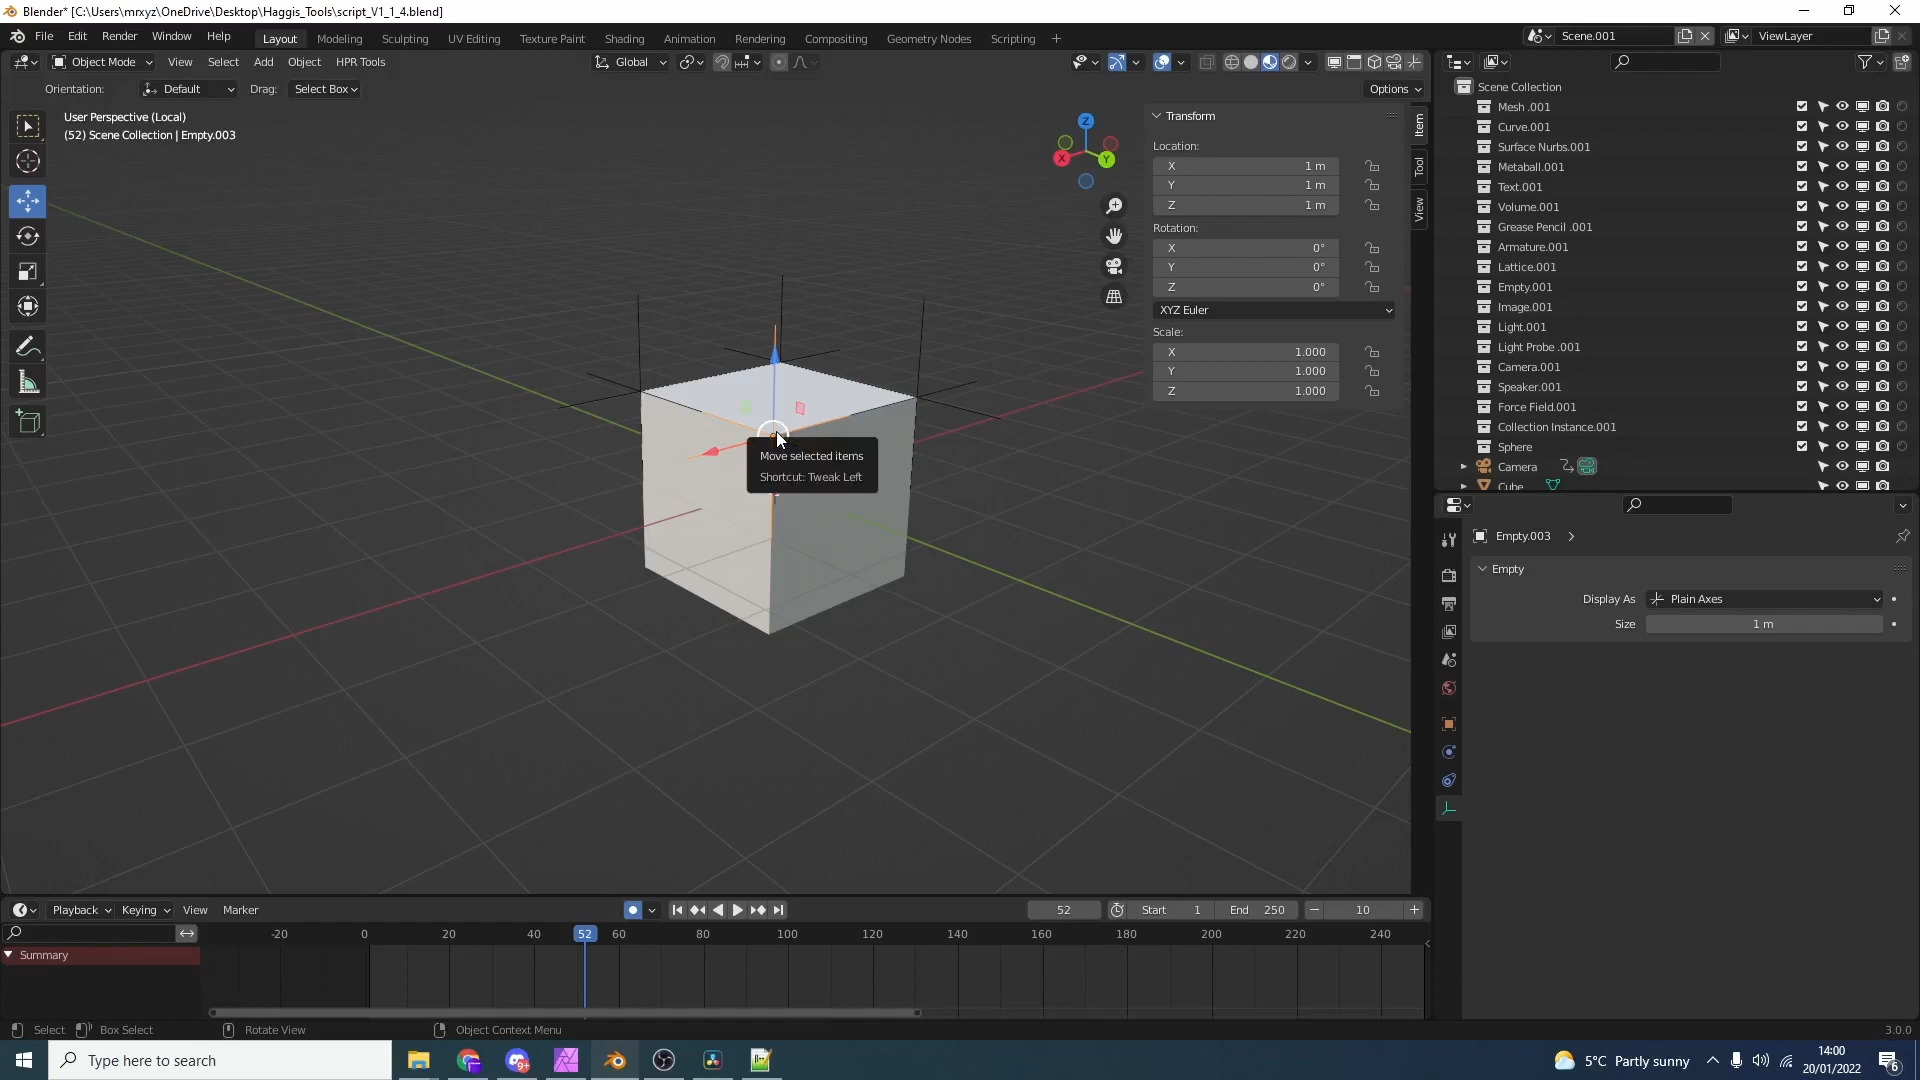 Blender* [C:\Users\mrxyz\OneDrive\Desktop\Haggis_Tools\script_V1_1_4.blend]
File Edit Render Window Help Layout Modeling Sculpting UV Editing Texture Paint Shading Animation Rendering Compositing Geometry Nodes Scripting + Scene.001 ViewLayer
Object Mode View Select Add Object HPR Tools Global
Orientation: Default Drag: Select Box Options
User Perspective (Local)
(52) Scene Collection | Empty.003
Z
X
Y
Move selected items
Shortcut: Tweak Left
Transform
Location:
X 1 m
Y 1 m
Z 1 m
Rotation:
X 0°
Y 0°
Z 0°
XYZ Euler
Scale:
X 1.000
Y 1.000
Z 1.000
Item
Tool
View
Scene Collection
Mesh .001
Curve.001
Surface Nurbs.001
Metaball.001
Text.001
Volume.001
Grease Pencil .001
Armature.001
Lattice.001
Empty.001
Image.001
Light.001
Light Probe .001
Camera.001
Speaker.001
Force Field.001
Collection Instance.001
Sphere
Camera
Cube
Empty.003
Empty
Display As Plain Axes
Size 1 m
Playback Keying View Marker 52 Start 1 End 250 10
-20 0 20 40 52 60 80 100 120 140 160 180 200 220 240
Summary
Select Box Select Rotate View Object Context Menu 3.0.0
Type here to search 9+ 5°C Partly sunny 14:00
20/01/2022 6